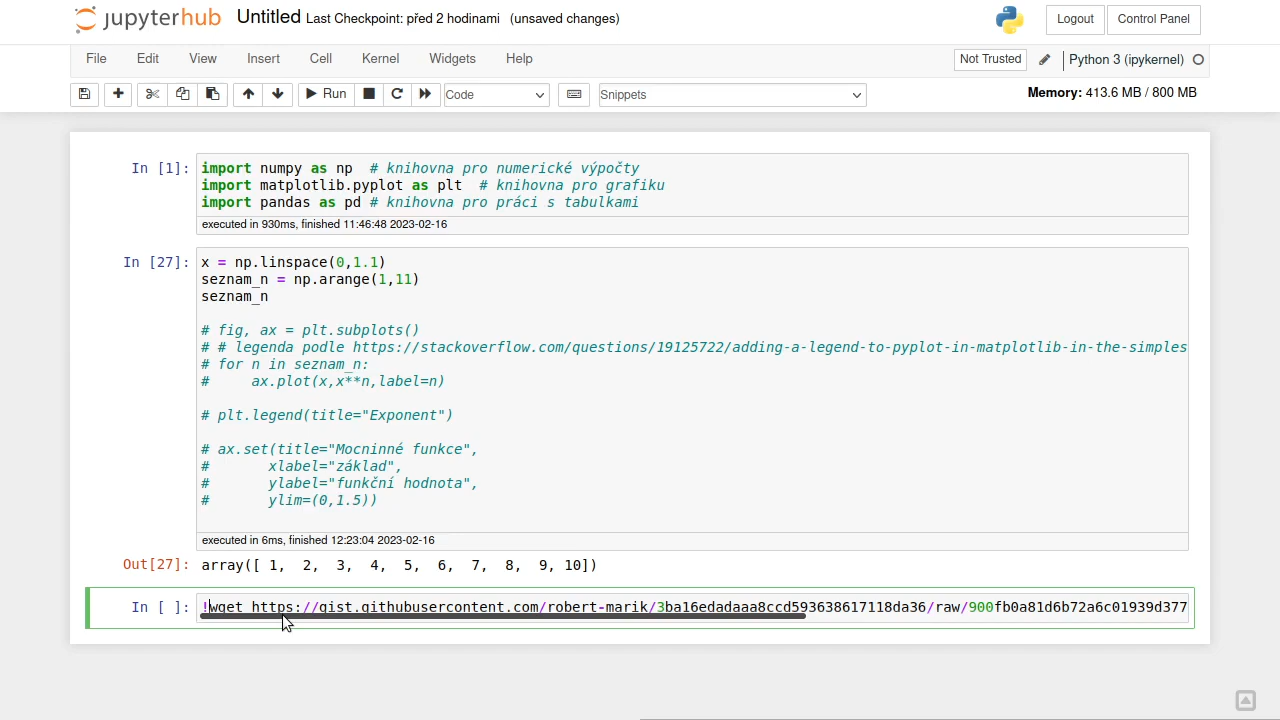 jupyterhub Untitled Last Checkpoint: před 2 hodinami (unsaved changes) Logout Control Panel
File Edit View Insert Cell Kernel Widgets Help Not Trusted Python 3 (ipykernel)
Run Code Snippets Memory: 413.6 MB / 800 MB
In [1]: import numpy as np  # knihovna pro numerické výpočty
import matplotlib.pyplot as plt  # knihovna pro grafiku
import pandas as pd # knihovna pro práci s tabulkami
executed in 930ms, finished 11:46:48 2023-02-16
In [27]: x = np.linspace(0,1.1)
seznam_n = np.arange(1,11)
seznam_n
# fig, ax = plt.subplots()
# # legenda podle https://stackoverflow.com/questions/19125722/adding-a-legend-to-pyplot-in-matplotlib-in-the-simples
# for n in seznam_n:
#     ax.plot(x,x**n,label=n)
# plt.legend(title="Exponent")
# ax.set(title="Mocninné funkce",
#       xlabel="základ",
#       ylabel="funkční hodnota",
#       ylim=(0,1.5))
executed in 6ms, finished 12:23:04 2023-02-16
Out[27]: array([ 1,  2,  3,  4,  5,  6,  7,  8,  9, 10])
In [ ]: !wget https://gist.githubusercontent.com/robert-marik/3ba16edadaaa8ccd593638617118da36/raw/900fb0a81d6b72a6c01939d377